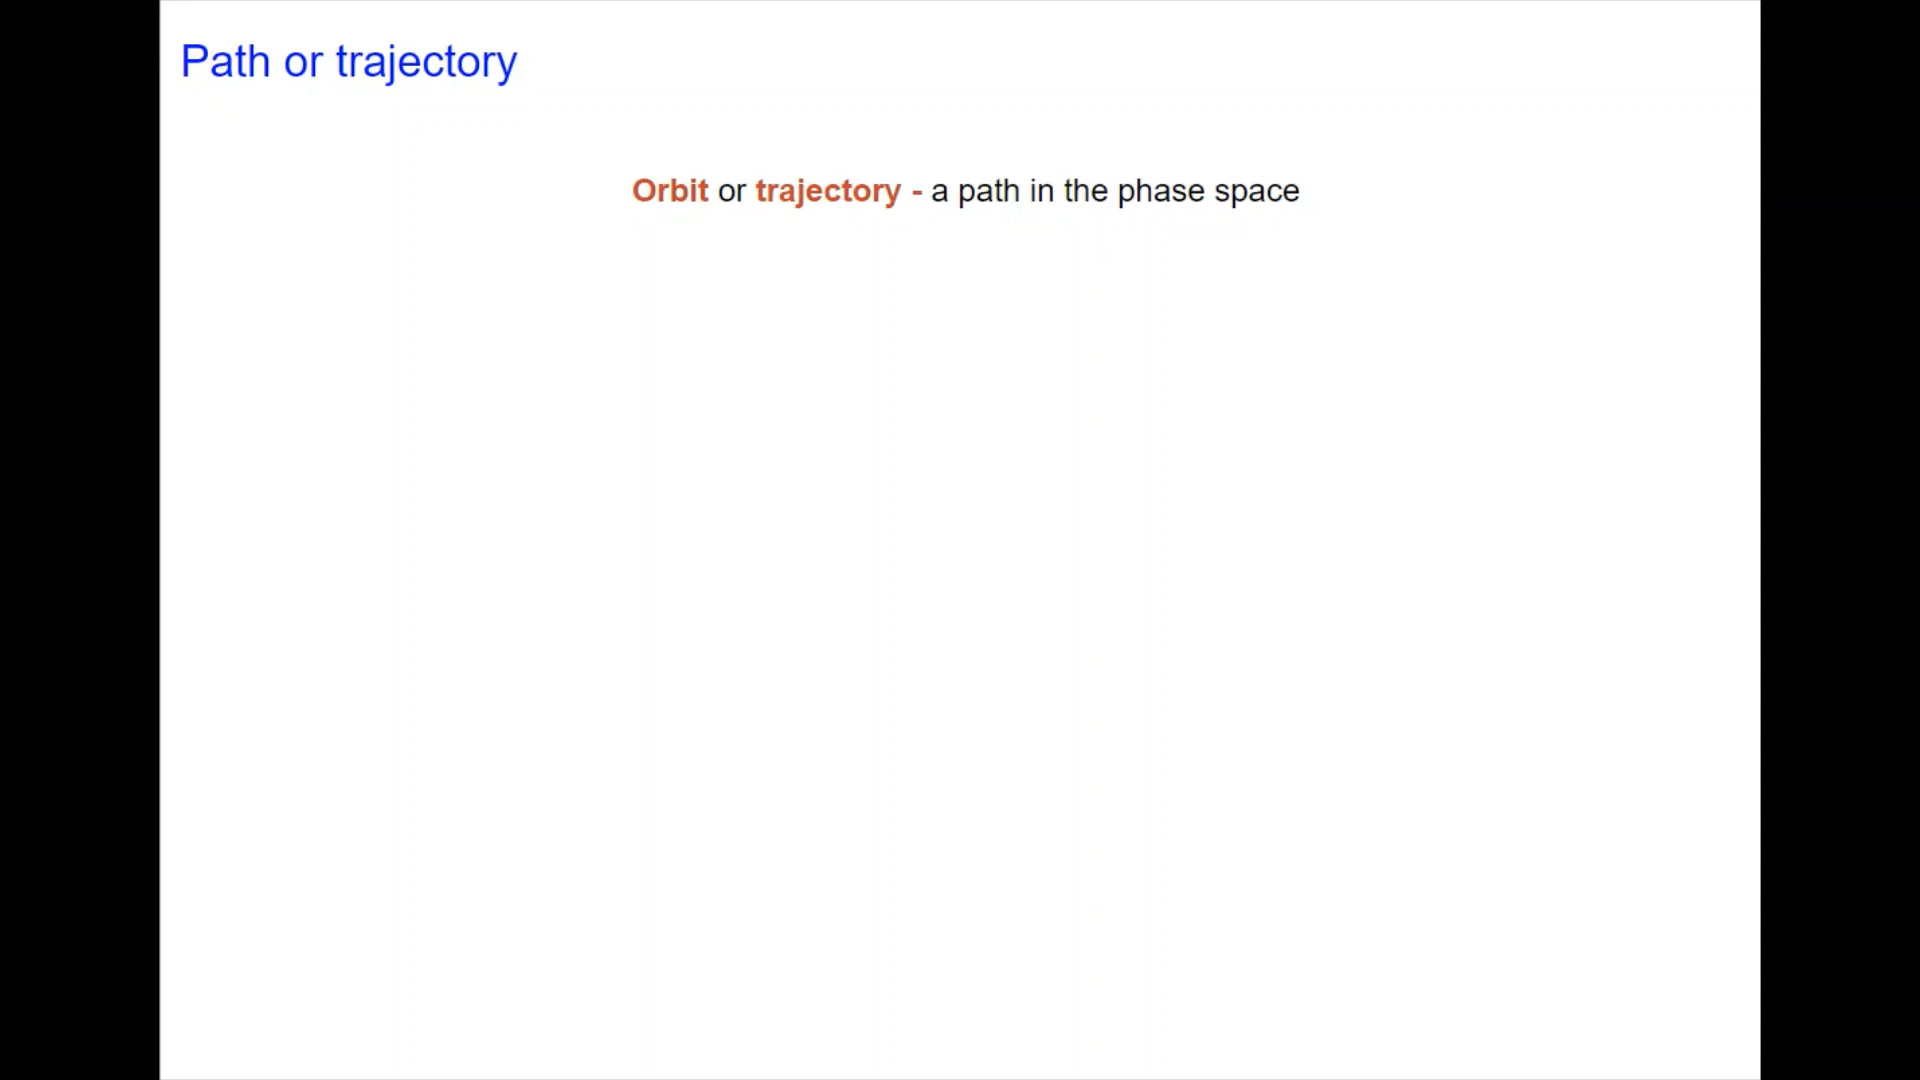 Path or trajectory
Orbit or trajectory - a path in the phase space